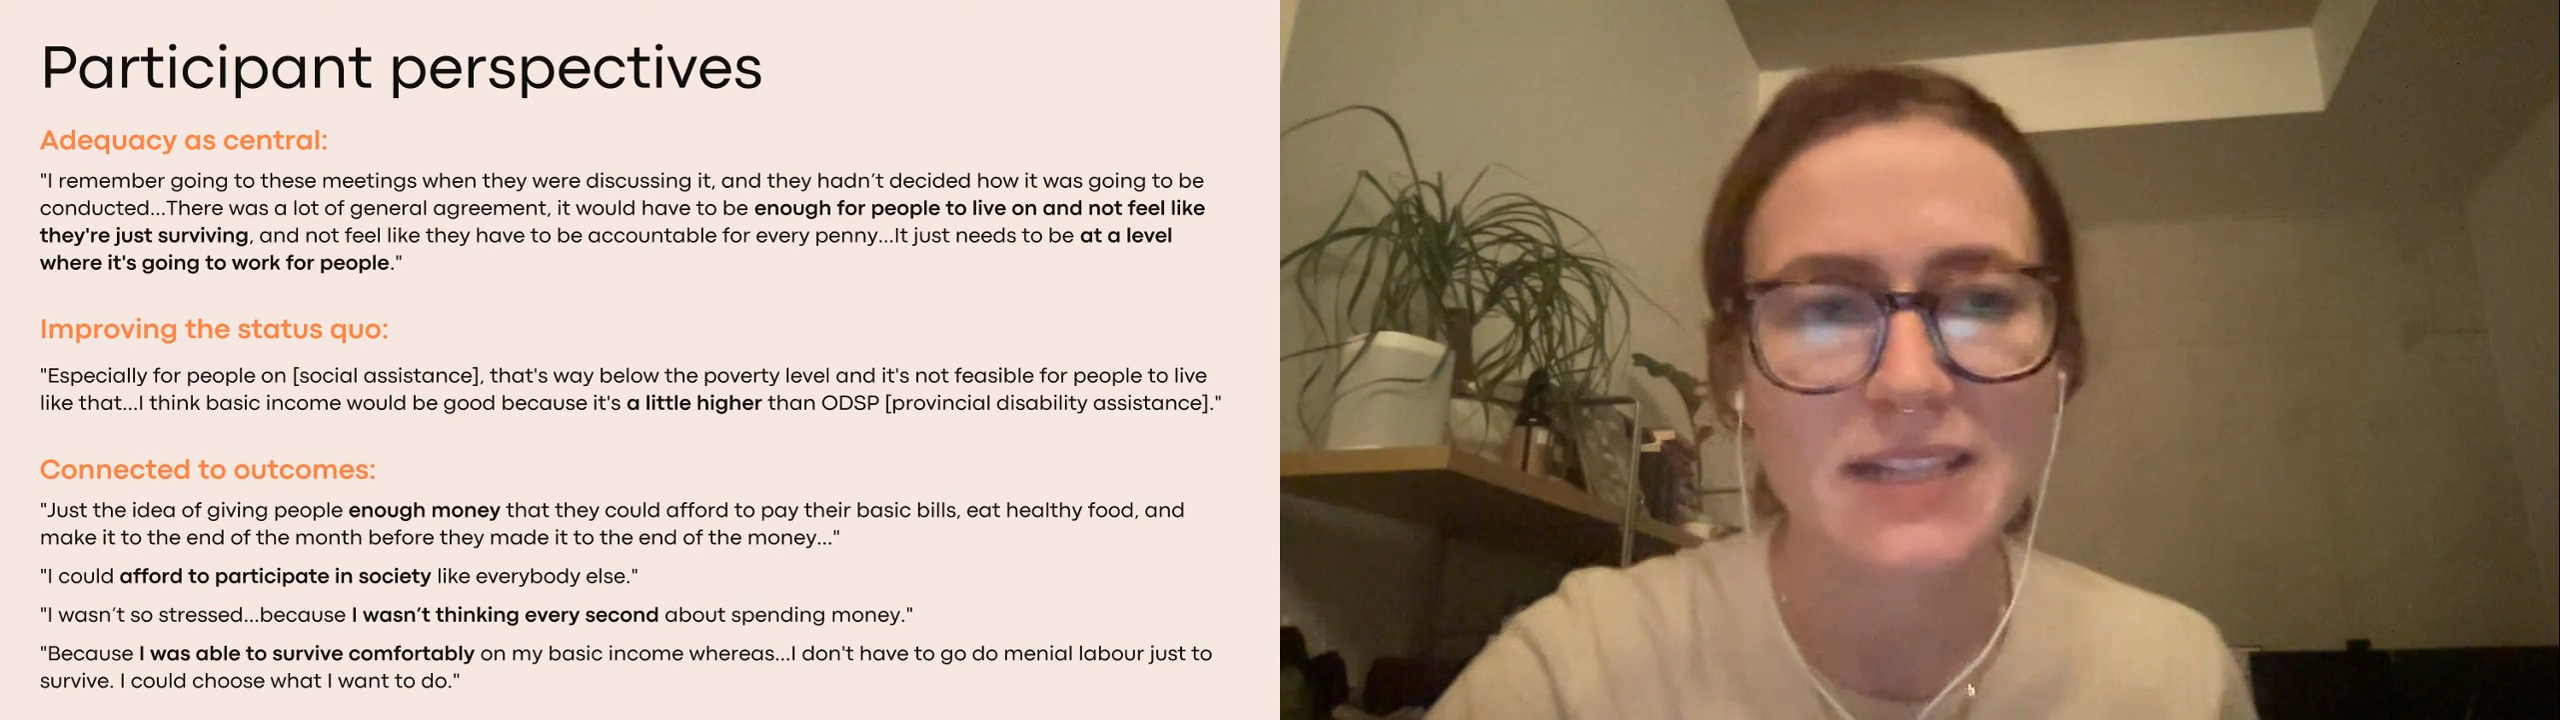 Participant perspectives
Adequacy as central:
"I remember going to these meetings when they were discussing it, and they hadn't decided how it was going to be
conducted...There was a lot of general agreement, it would have to be enough for people to live on and not feel like
they're just surviving, and not feel like they have to be accountable for every penny...It just needs to be at a level
where it's going to work for people."
Improving the status quo:
"Especially for people on [social assistance], that's way below the poverty level and it's not feasible for people to live
like that...I think basic income would be good because it's a little higher than ODSP [provincial disability assistance]."
Connected to outcomes:
"Just the idea of giving people enough money that they could afford to pay their basic bills, eat healthy food, and
make it to the end of the month before they made it to the end of the money..."
"I could afford to participate in society like everybody else."
"I wasn't so stressed...because I wasn't thinking every second about spending money."
"Because I was able to survive comfortably on my basic income whereas...I don't have to go do menial labour just to
survive. I could choose what I want to do."